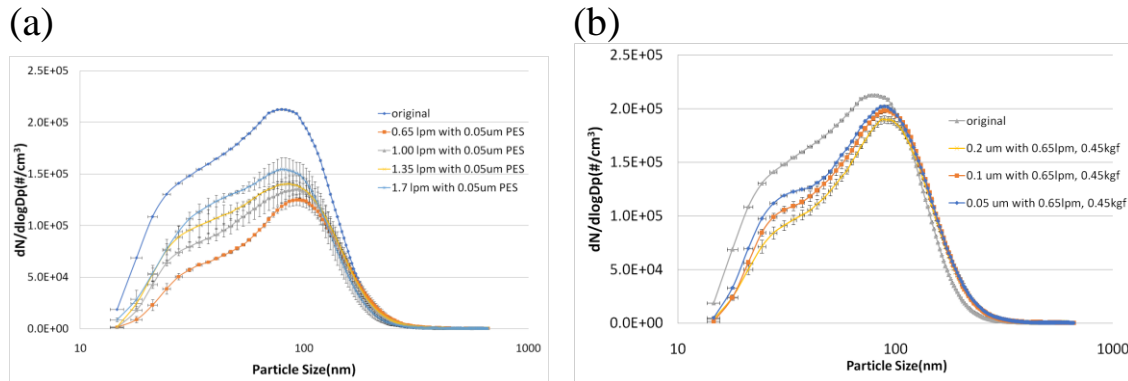 (a)
dN/dlogDp(#/cm³)
2.5E+05
2.0E+05
1.5E+05
1.0E+05
5.0E+04
0.0E+00
10
100
1000
Particle Size(nm)
original
0.65 lpm with 0.05um PES
1.00 lpm with 0.05um PES
1.35 lpm with 0.05um PES
1.7 lpm with 0.05um PES
(b)
dN/dlogDp(#/cm³)
2.5E+05
2.0E+05
1.5E+05
1.0E+05
5.0E+04
0.0E+00
10
100
1000
Particle Size(nm)
original
0.2 um with 0.65lpm, 0.45kgf
0.1 um with 0.65lpm, 0.45kgf
0.05 um with 0.65lpm, 0.45kgf